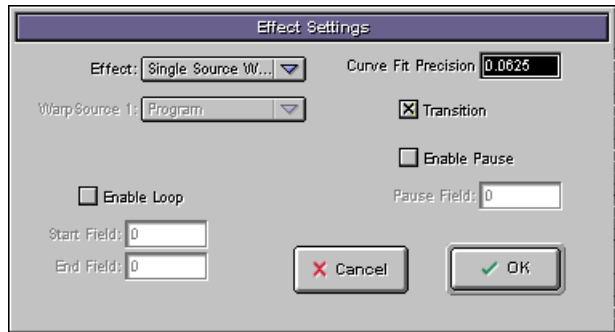 Effect Settings
Effect: Single Source W...
Curve Fit Precision 0.0625
WarpSource 1: Program
Transition
Enable Pause
Pause Field: 0
Enable Loop
Start Field: 0
End Field: 0
Cancel
OK